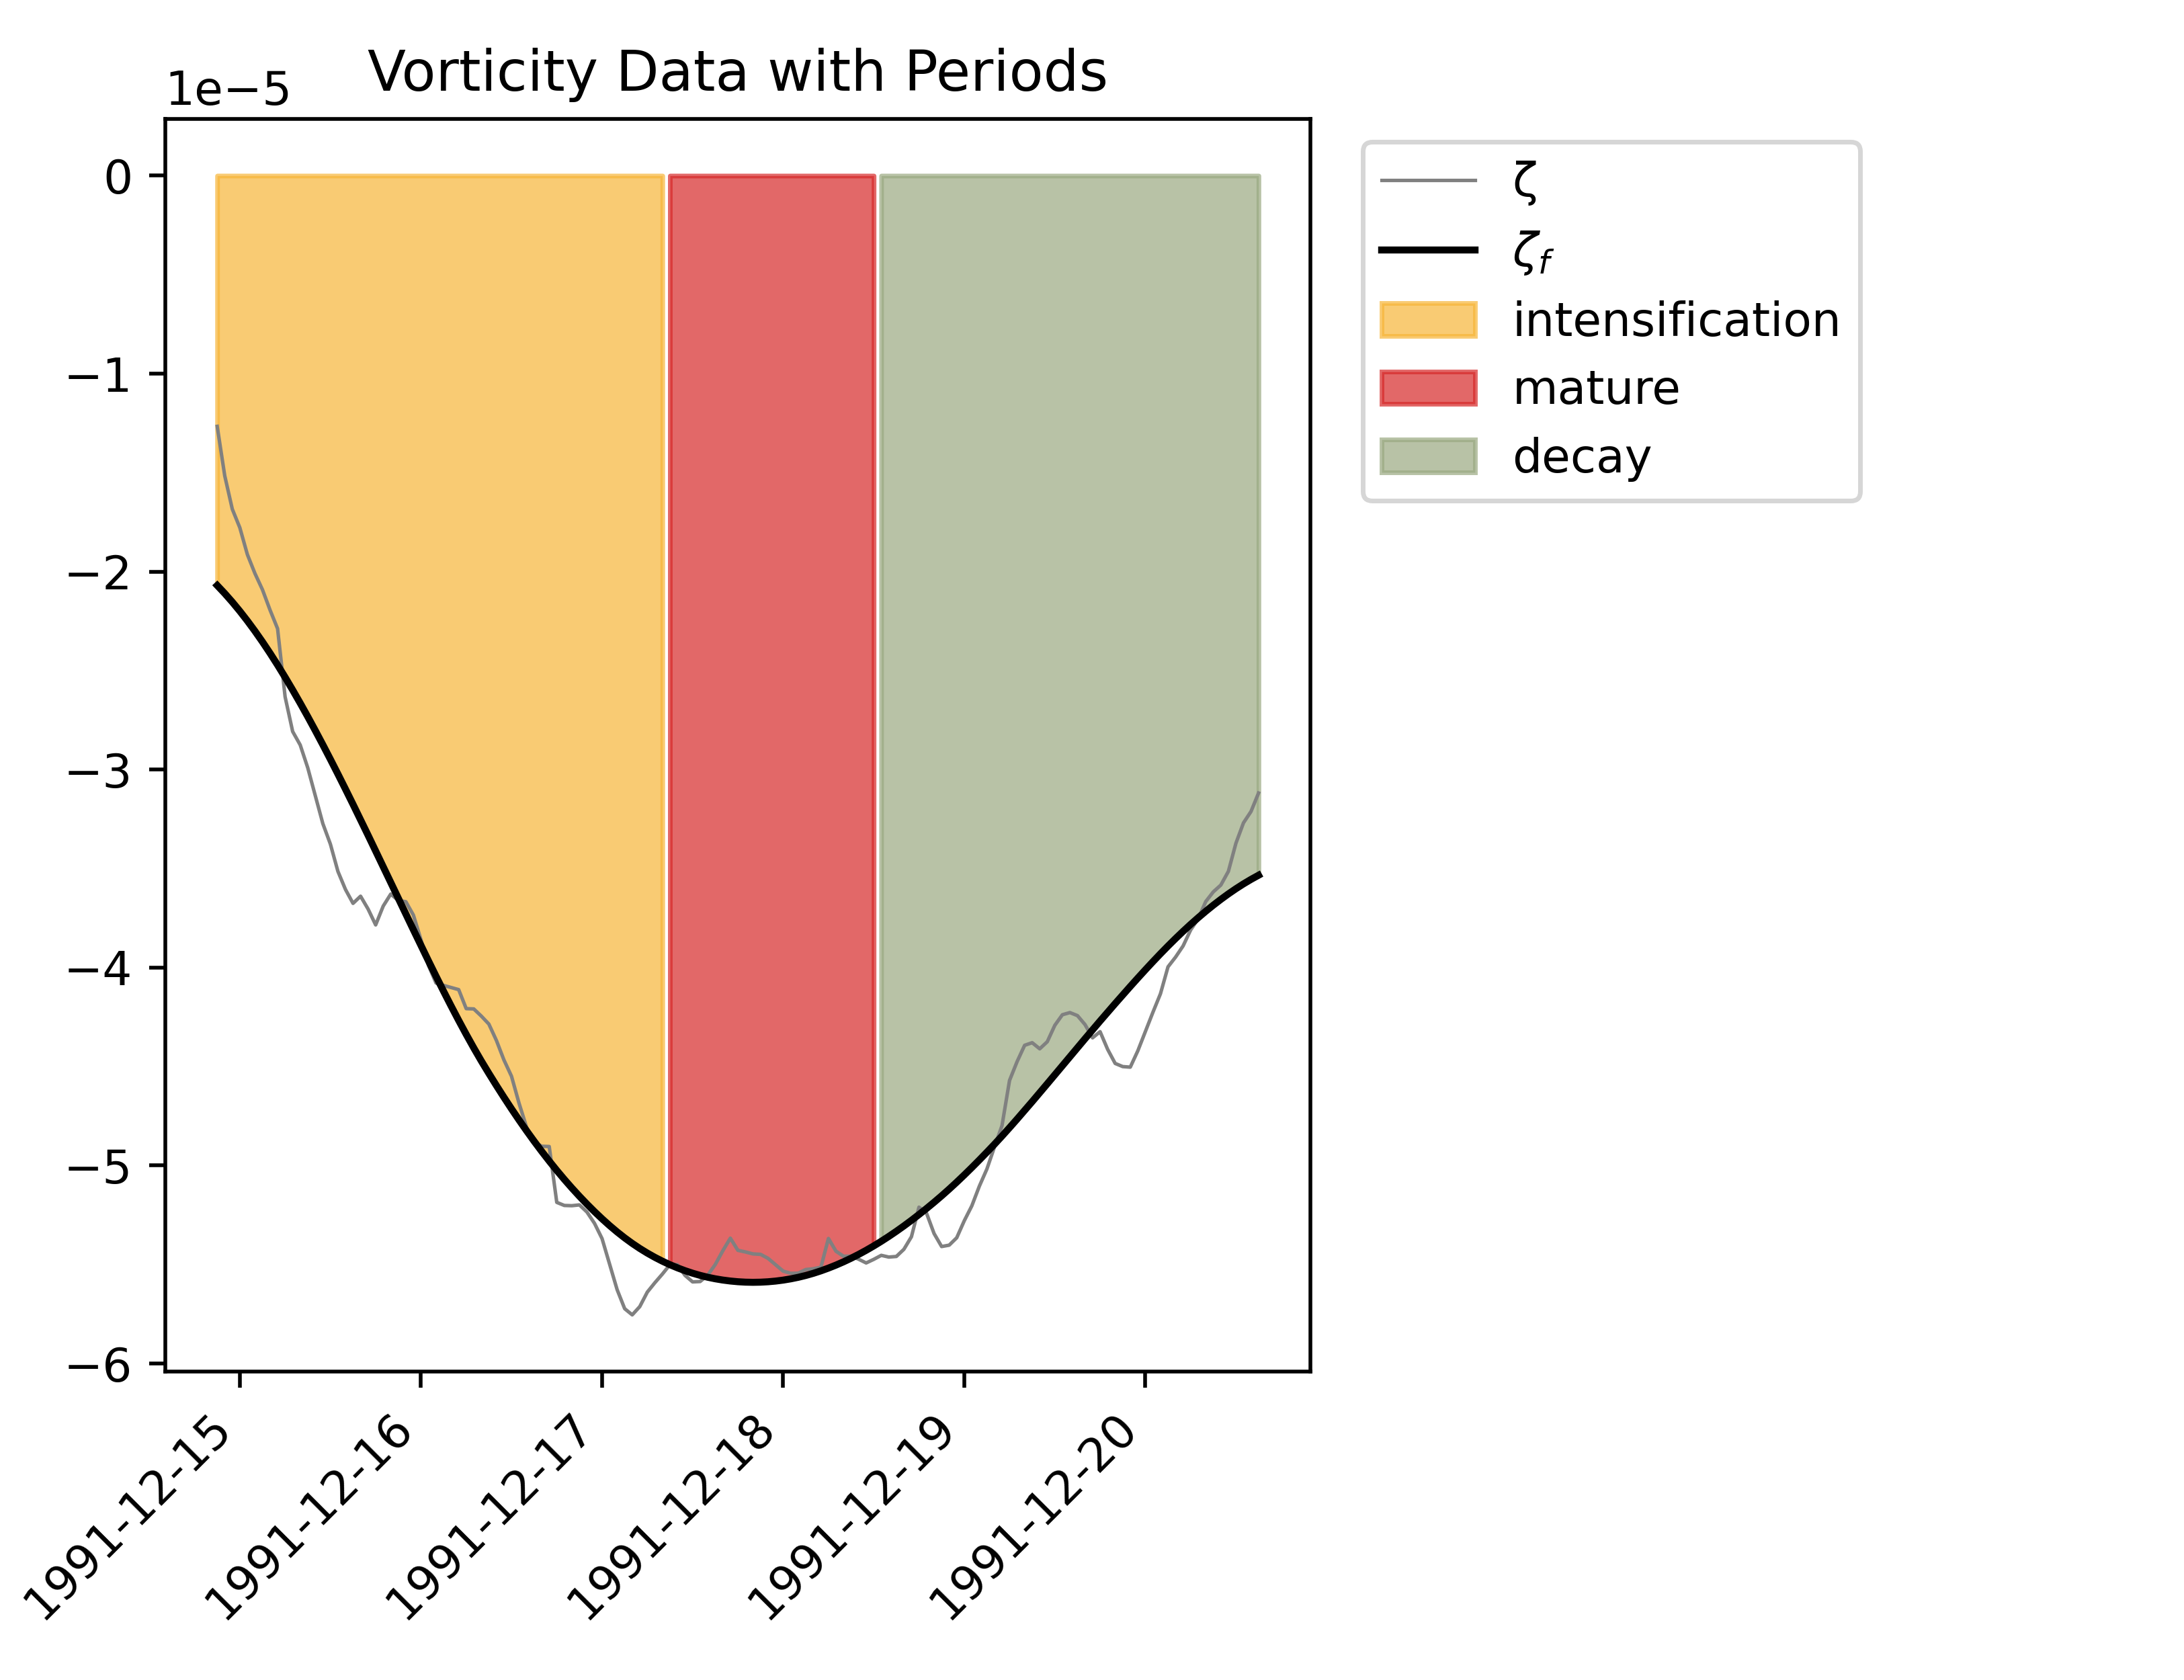 Vorticity Data with Periods
1e−5
0
−1
−2
−3
−4
−5
−6
1991-12-15
1991-12-16
1991-12-17
1991-12-18
1991-12-19
1991-12-20
ζ
ζf
intensification
mature
decay